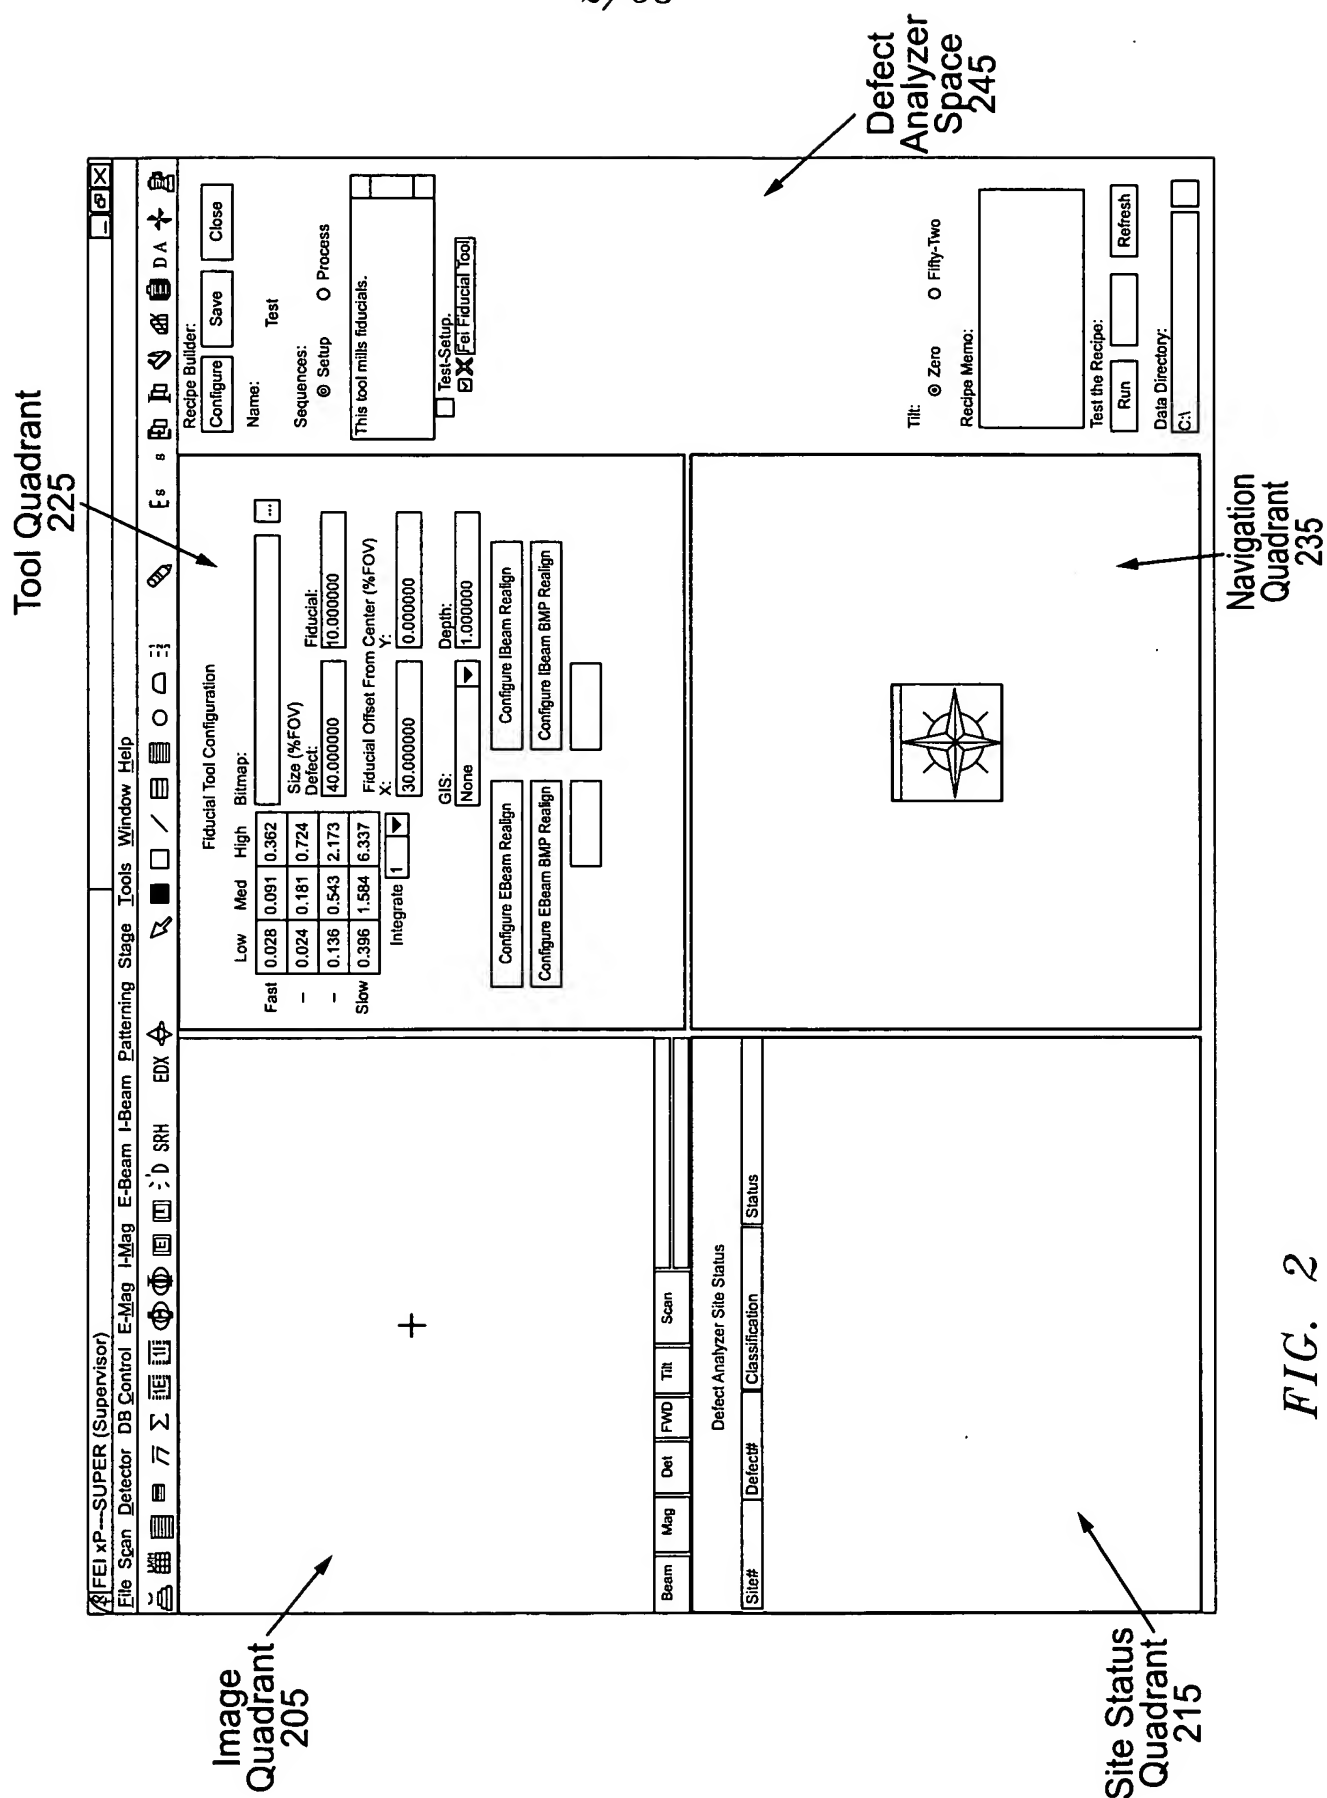 Tool Quadrant
225
Image
Quadrant
205
Site Status
Quadrant
215
Navigation
Quadrant
235
Defect
Analyzer
Space
245
FEI xP---SUPER (Supervisor)
File Scan Detector DB Control E-Mag I-Mag E-Beam I-Beam Patterning Stage Tools Window Help
D SRH EDX
E s s
D A
Beam Mag Det FWD Tilt Scan
Defect Analyzer Site Status
Site# Defect# Classification Status
Fiducial Tool Configuration
Low Med High
Fast 0.028 0.091 0.362
– 0.024 0.181 0.724
– 0.136 0.543 2.173
Slow 0.396 1.584 6.337
Integrate 1
Bitmap:
...
Size (%FOV)
Defect: Fiducial:
40.000000 10.000000
Fiducial Offset From Center (%FOV)
X: Y:
30.000000 0.000000
GIS: Depth:
None 1.000000
Configure EBeam Realign Configure IBeam Realign
Configure EBeam BMP Realign Configure IBeam BMP Realign
Recipe Builder:
Configure Save Close
Name: Test
Sequences:
Setup Process
This tool mills fiducials.
Test-Setup.
Fei Fiducial Tool
Tilt: Zero Fifty-Two
Recipe Memo:
Test the Recipe:
Run Refresh
Data Directory:
C:\
FIG. 2